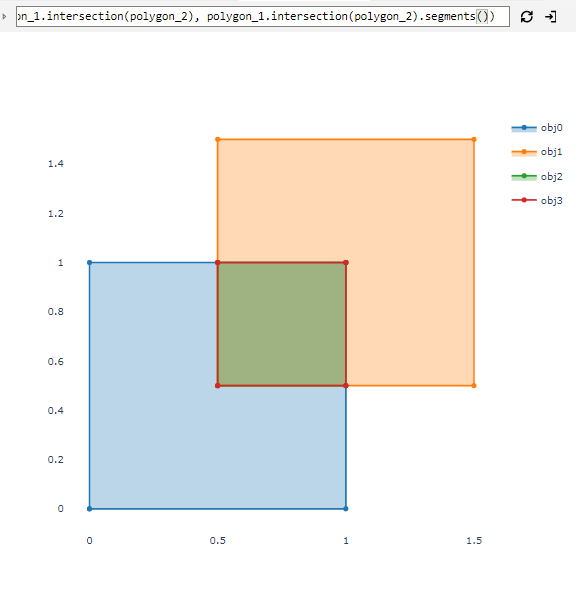 on_1.intersection(polygon_2), polygon_1.intersection(polygon_2).segments())
obj0
obj1
obj2
obj3
1.4
1.2
1
0.8
0.6
0.4
0.2
0
0
0.5
1
1.5